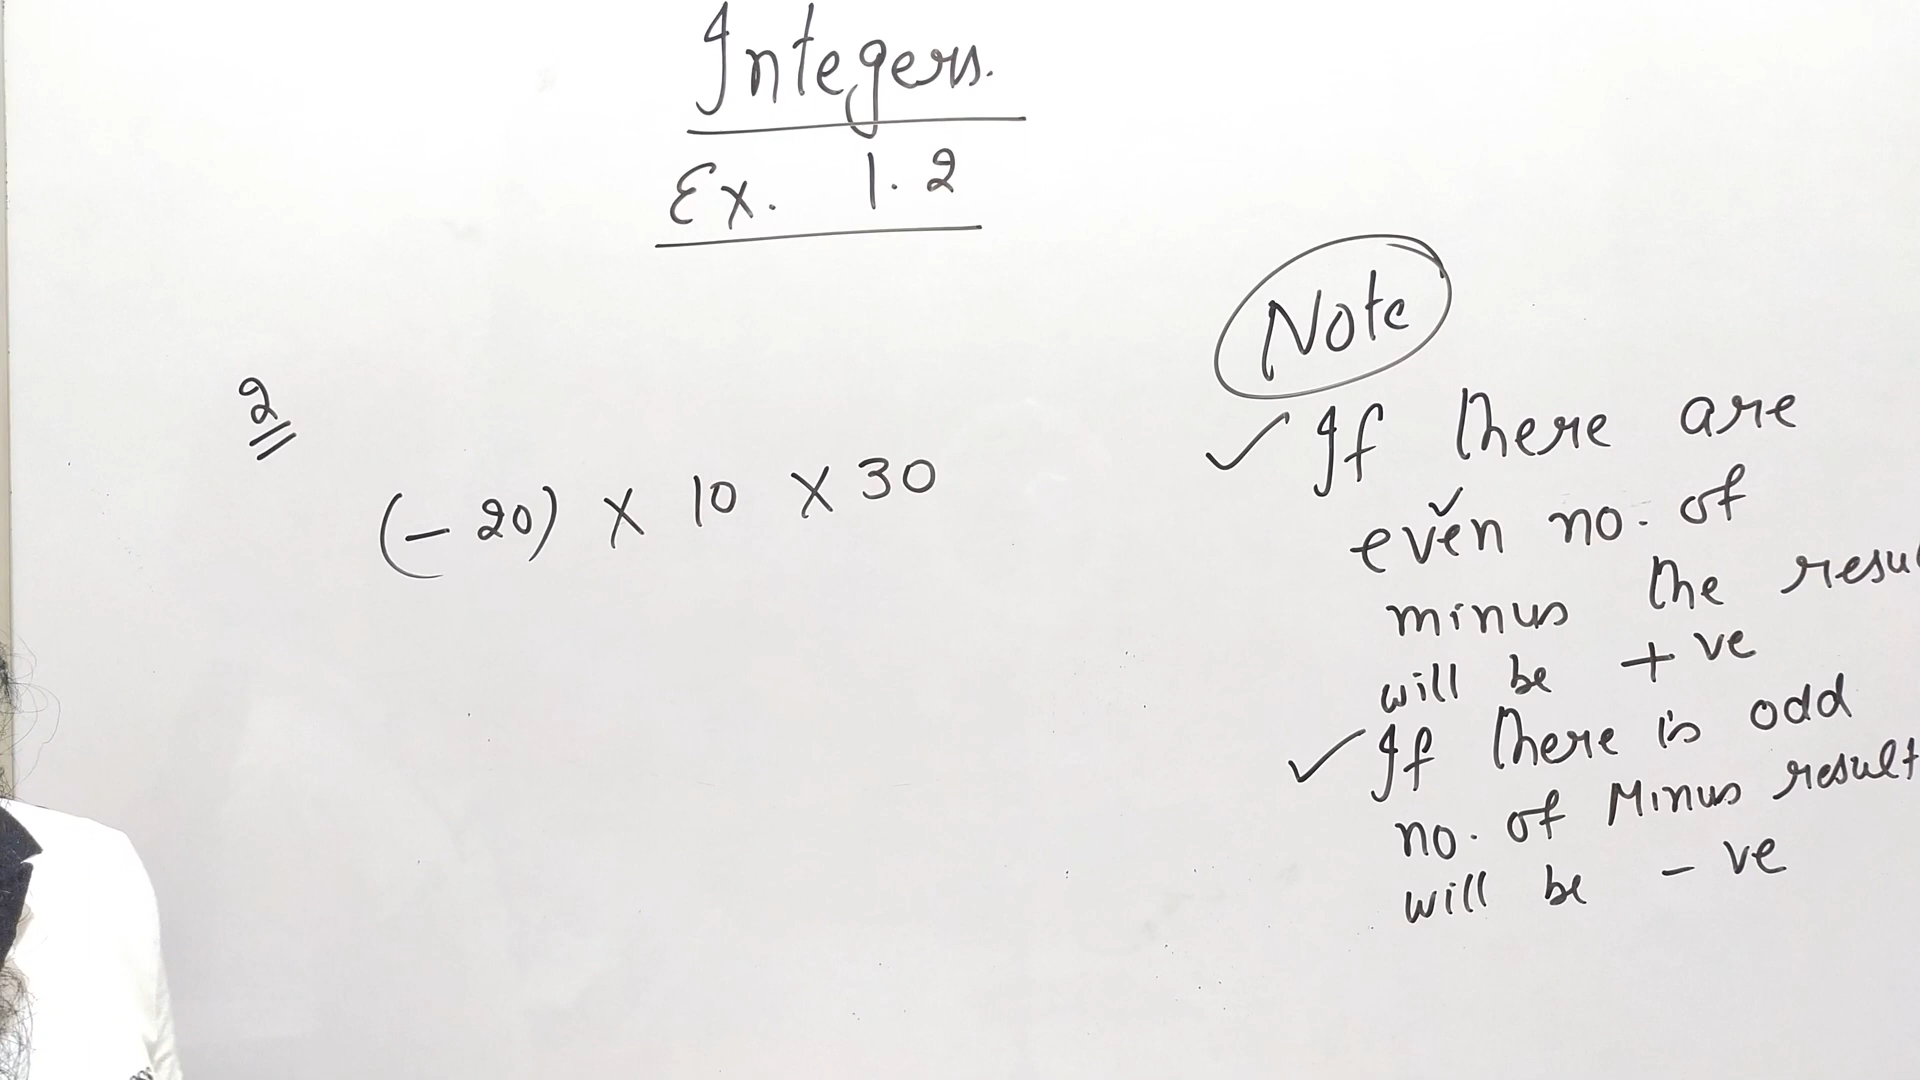 Integers.
Ex. 1.2
2
(-20) × 10 × 30
Note
✓ If there are
even no. of
minus the resul
will be +ve
✓ If there is odd
no. of Minus result
will be -ve